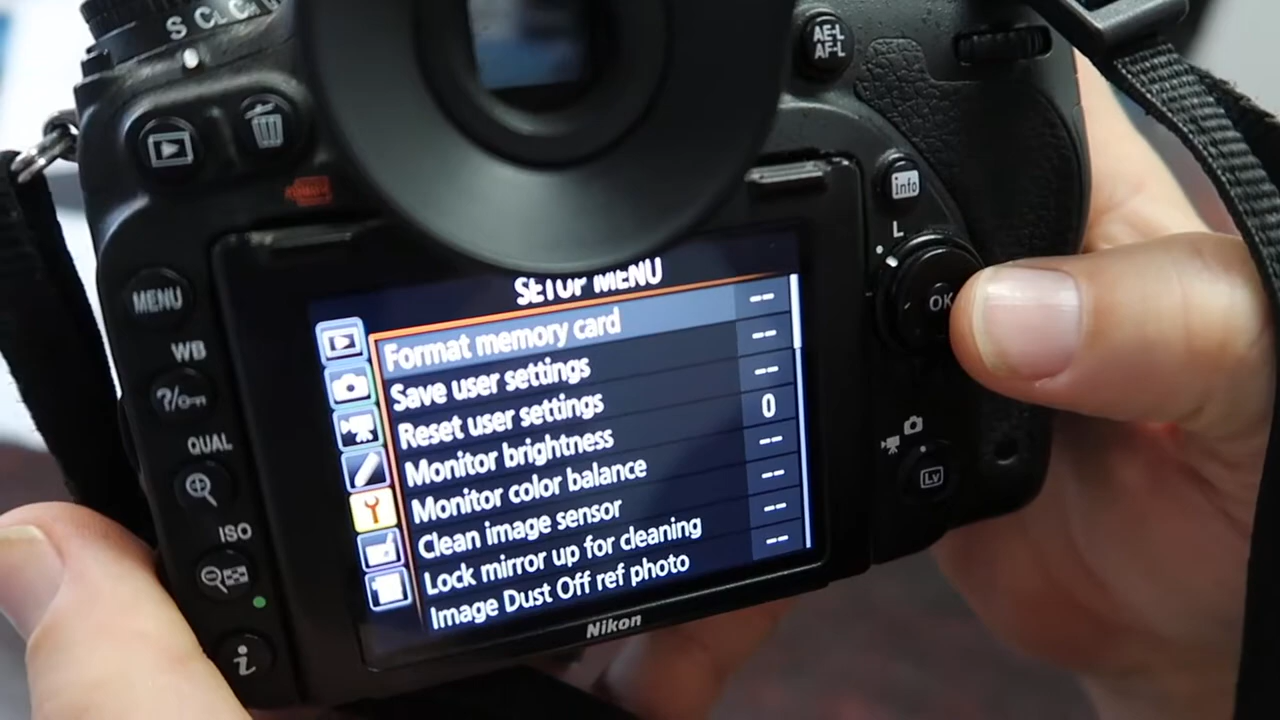 S CL CH
AE-L
AF-L
info
L
SETUP MENU
MENU
OK
Format memory card --
WB
Save user settings --
?/
Reset user settings --
Monitor brightness 0
QUAL
Monitor color balance --
Clean image sensor --
Lv
Lock mirror up for cleaning --
ISO
Image Dust Off ref photo --
Nikon
i